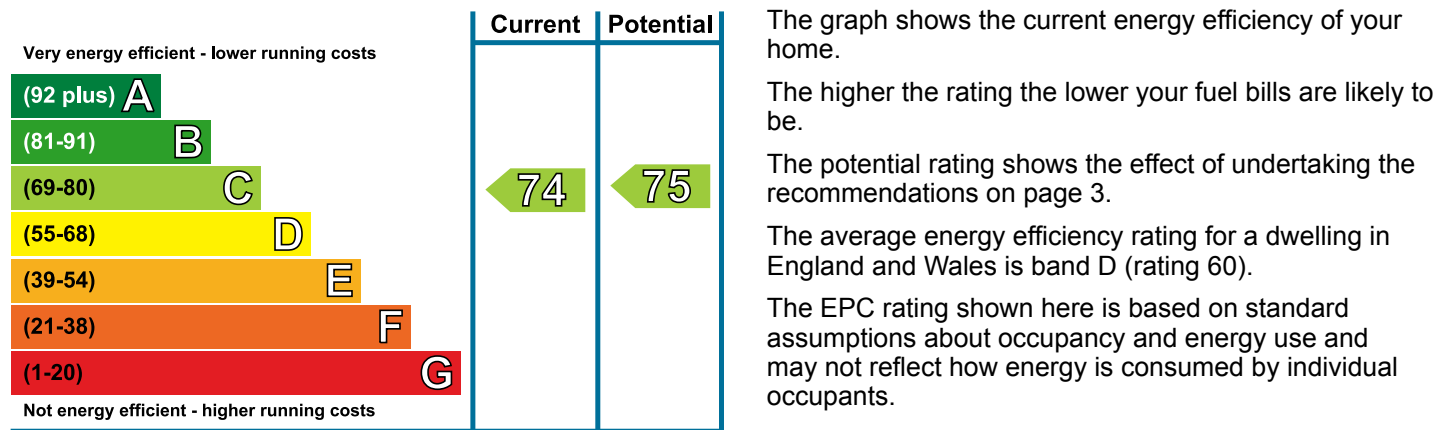 Current Potential
Very energy efficient - lower running costs
(92 plus) A
(81-91) B
(69-80) C
74 75
(55-68) D
(39-54) E
(21-38) F
(1-20) G
Not energy efficient - higher running costs
The graph shows the current energy efficiency of your
home.
The higher the rating the lower your fuel bills are likely to
be.
The potential rating shows the effect of undertaking the
recommendations on page 3.
The average energy efficiency rating for a dwelling in
England and Wales is band D (rating 60).
The EPC rating shown here is based on standard
assumptions about occupancy and energy use and
may not reflect how energy is consumed by individual
occupants.